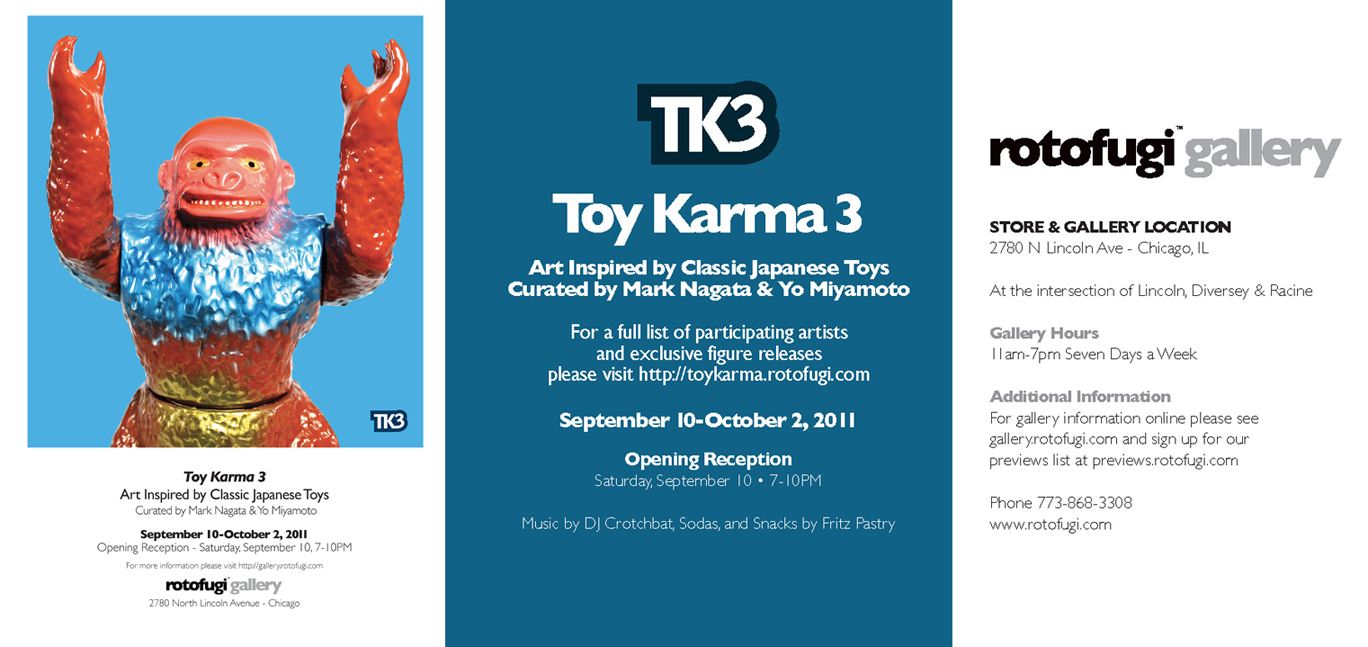 TK3
Toy Karma 3
Art Inspired by Classic Japanese Toys
Curated by Mark Nagata & Yo Miyamoto
September 10-October 2, 2011
Opening Reception - Saturday, September 10, 7-10PM
For more information please visit http://gallery.rotofugi.com
rotofugi gallery
2780 North Lincoln Avenue - Chicago
TK3
Toy Karma 3
Art Inspired by Classic Japanese Toys
Curated by Mark Nagata & Yo Miyamoto
For a full list of participating artists
and exclusive figure releases
please visit http://toykarma.rotofugi.com
September 10-October 2, 2011
Opening Reception
Saturday, September 10 • 7-10PM
Music by DJ Crotchbat, Sodas, and Snacks by Fritz Pastry
rotofugi™ gallery
STORE & GALLERY LOCATION
2780 N Lincoln Ave - Chicago, IL
At the intersection of Lincoln, Diversey & Racine
Gallery Hours
11am-7pm Seven Days a Week
Additional Information
For gallery information online please see
gallery.rotofugi.com and sign up for our
previews list at previews.rotofugi.com
Phone 773-868-3308
www.rotofugi.com